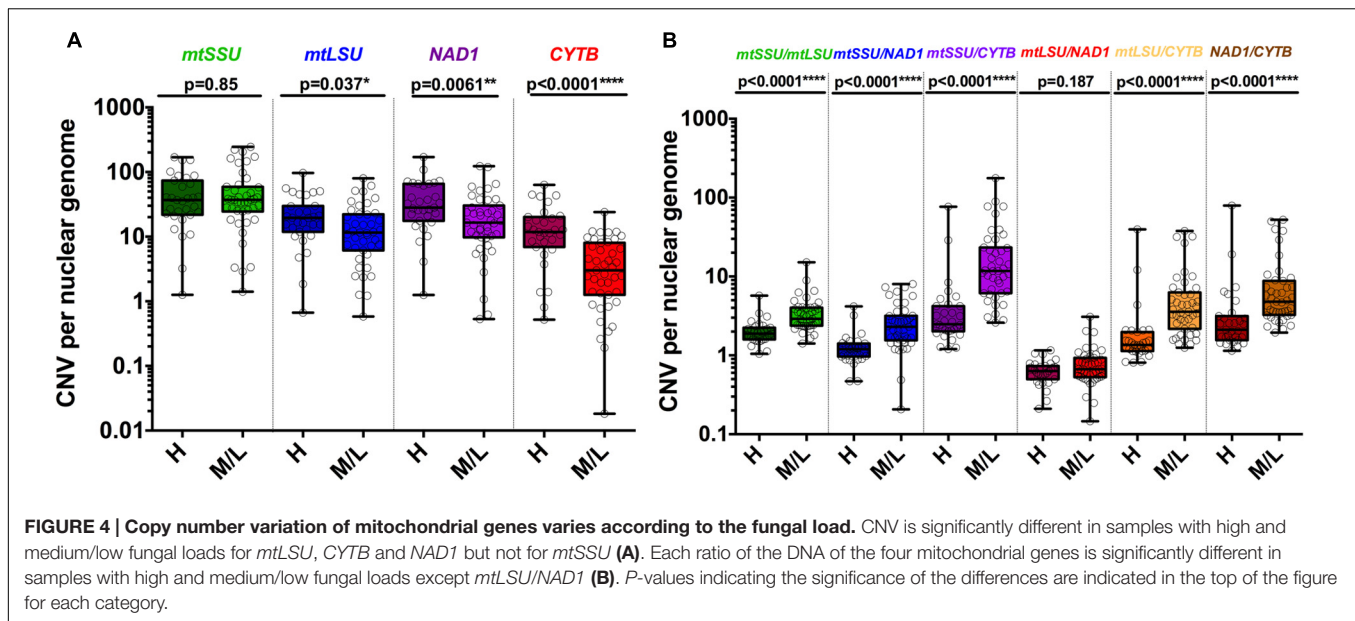 A
mtSSU mtLSU NAD1 CYTB
p=0.85 p=0.037* p=0.0061** p<0.0001****
CNV per nuclear genome
1000
100
10
1
0.1
0.01
H M/L H M/L H M/L H M/L
B
mtSSU/mtLSU mtSSU/NAD1 mtSSU/CYTB mtLSU/NAD1 mtLSU/CYTB NAD1/CYTB
p<0.0001**** p<0.0001**** p<0.0001**** p=0.187 p<0.0001**** p<0.0001****
CNV per nuclear genome
1000
100
10
1
0.1
H M/L H M/L H M/L H M/L H M/L H M/L
FIGURE 4 | Copy number variation of mitochondrial genes varies according to the fungal load. CNV is significantly different in samples with high and
medium/low fungal loads for mtLSU, CYTB and NAD1 but not for mtSSU (A). Each ratio of the DNA of the four mitochondrial genes is significantly different in
samples with high and medium/low fungal loads except mtLSU/NAD1 (B). P-values indicating the significance of the differences are indicated in the top of the figure
for each category.